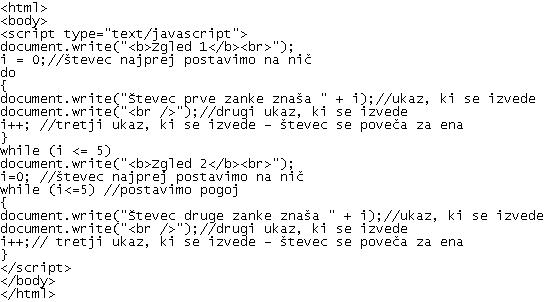 <html>
<body>
<script type="text/javascript">
document.write("<b>Zgled 1</b><br>");
i = 0;//števec najprej postavimo na nič
do
{
document.write("Števec prve zanke znaša " + i);//ukaz, ki se izvede
document.write("<br />");//drugi ukaz, ki se izvede
i++; //tretji ukaz, ki se izvede – števec se poveča za ena
}
while (i <= 5)
document.write("<b>Zgled 2</b><br>");
i=0; //števec najprej postavimo na nič
while (i<=5) //postavimo pogoj
{
document.write("Števec druge zanke znaša " + i);//ukaz, ki se izvede
document.write("<br />");//drugi ukaz, ki se izvede
i++;// tretji ukaz, ki se izvede – števec se poveča za ena
}
</script>
</body>
</html>